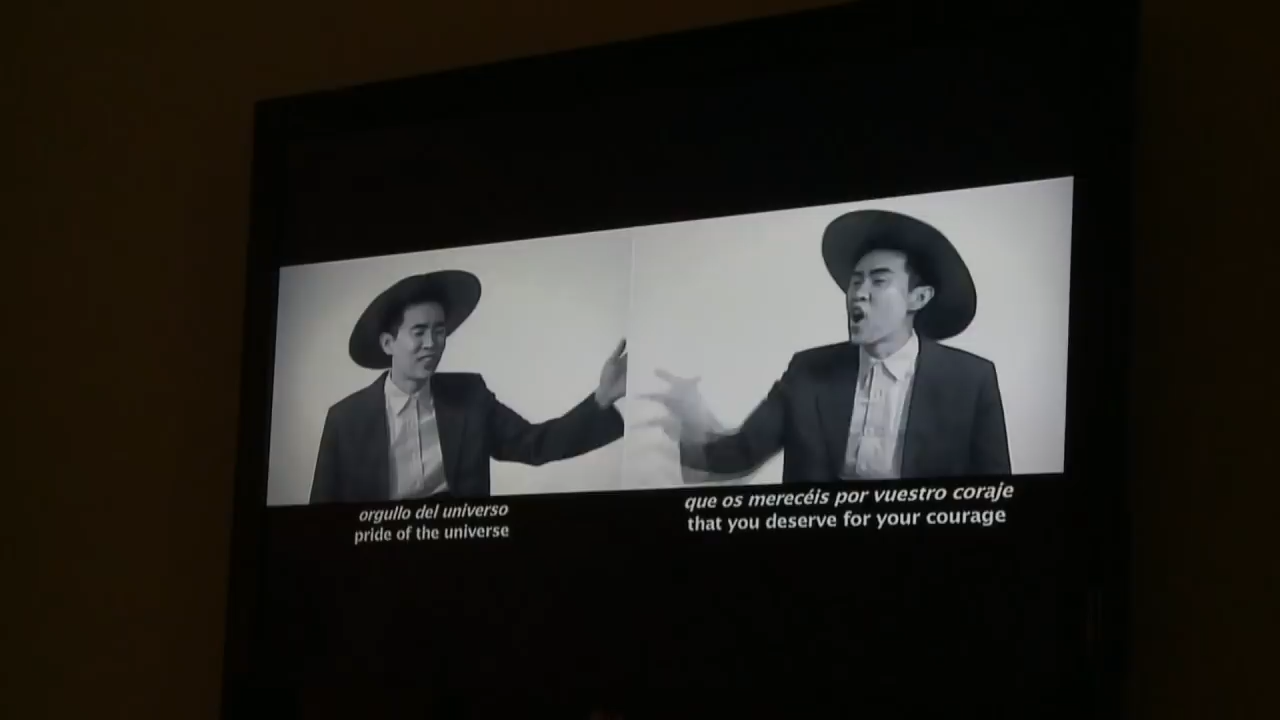 orgullo del universo
pride of the universe
que os merecéis por vuestro coraje
that you deserve for your courage